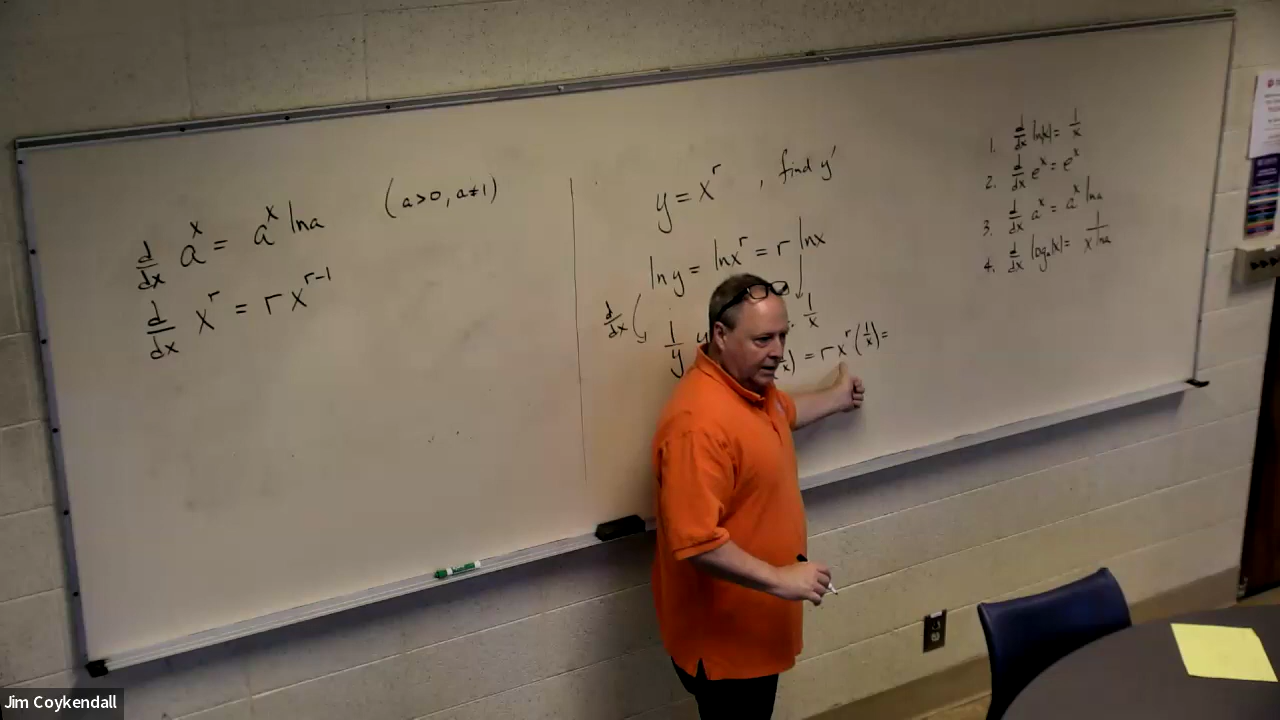 d/dx a^x = a^x ln a (a>0, a≠1)
d/dx x^r = r x^(r-1)
y = x^r , find y'
ln y = ln x^r = r ln x
d/dx (
1/y y · 1/x
x) = r x^r (1/x) =
1. d/dx ln|x| = 1/x
2. d/dx e^x = e^x
3. d/dx a^x = a^x ln a
4. d/dx log_a|x| = 1/(x ln a)
Jim Coykendall